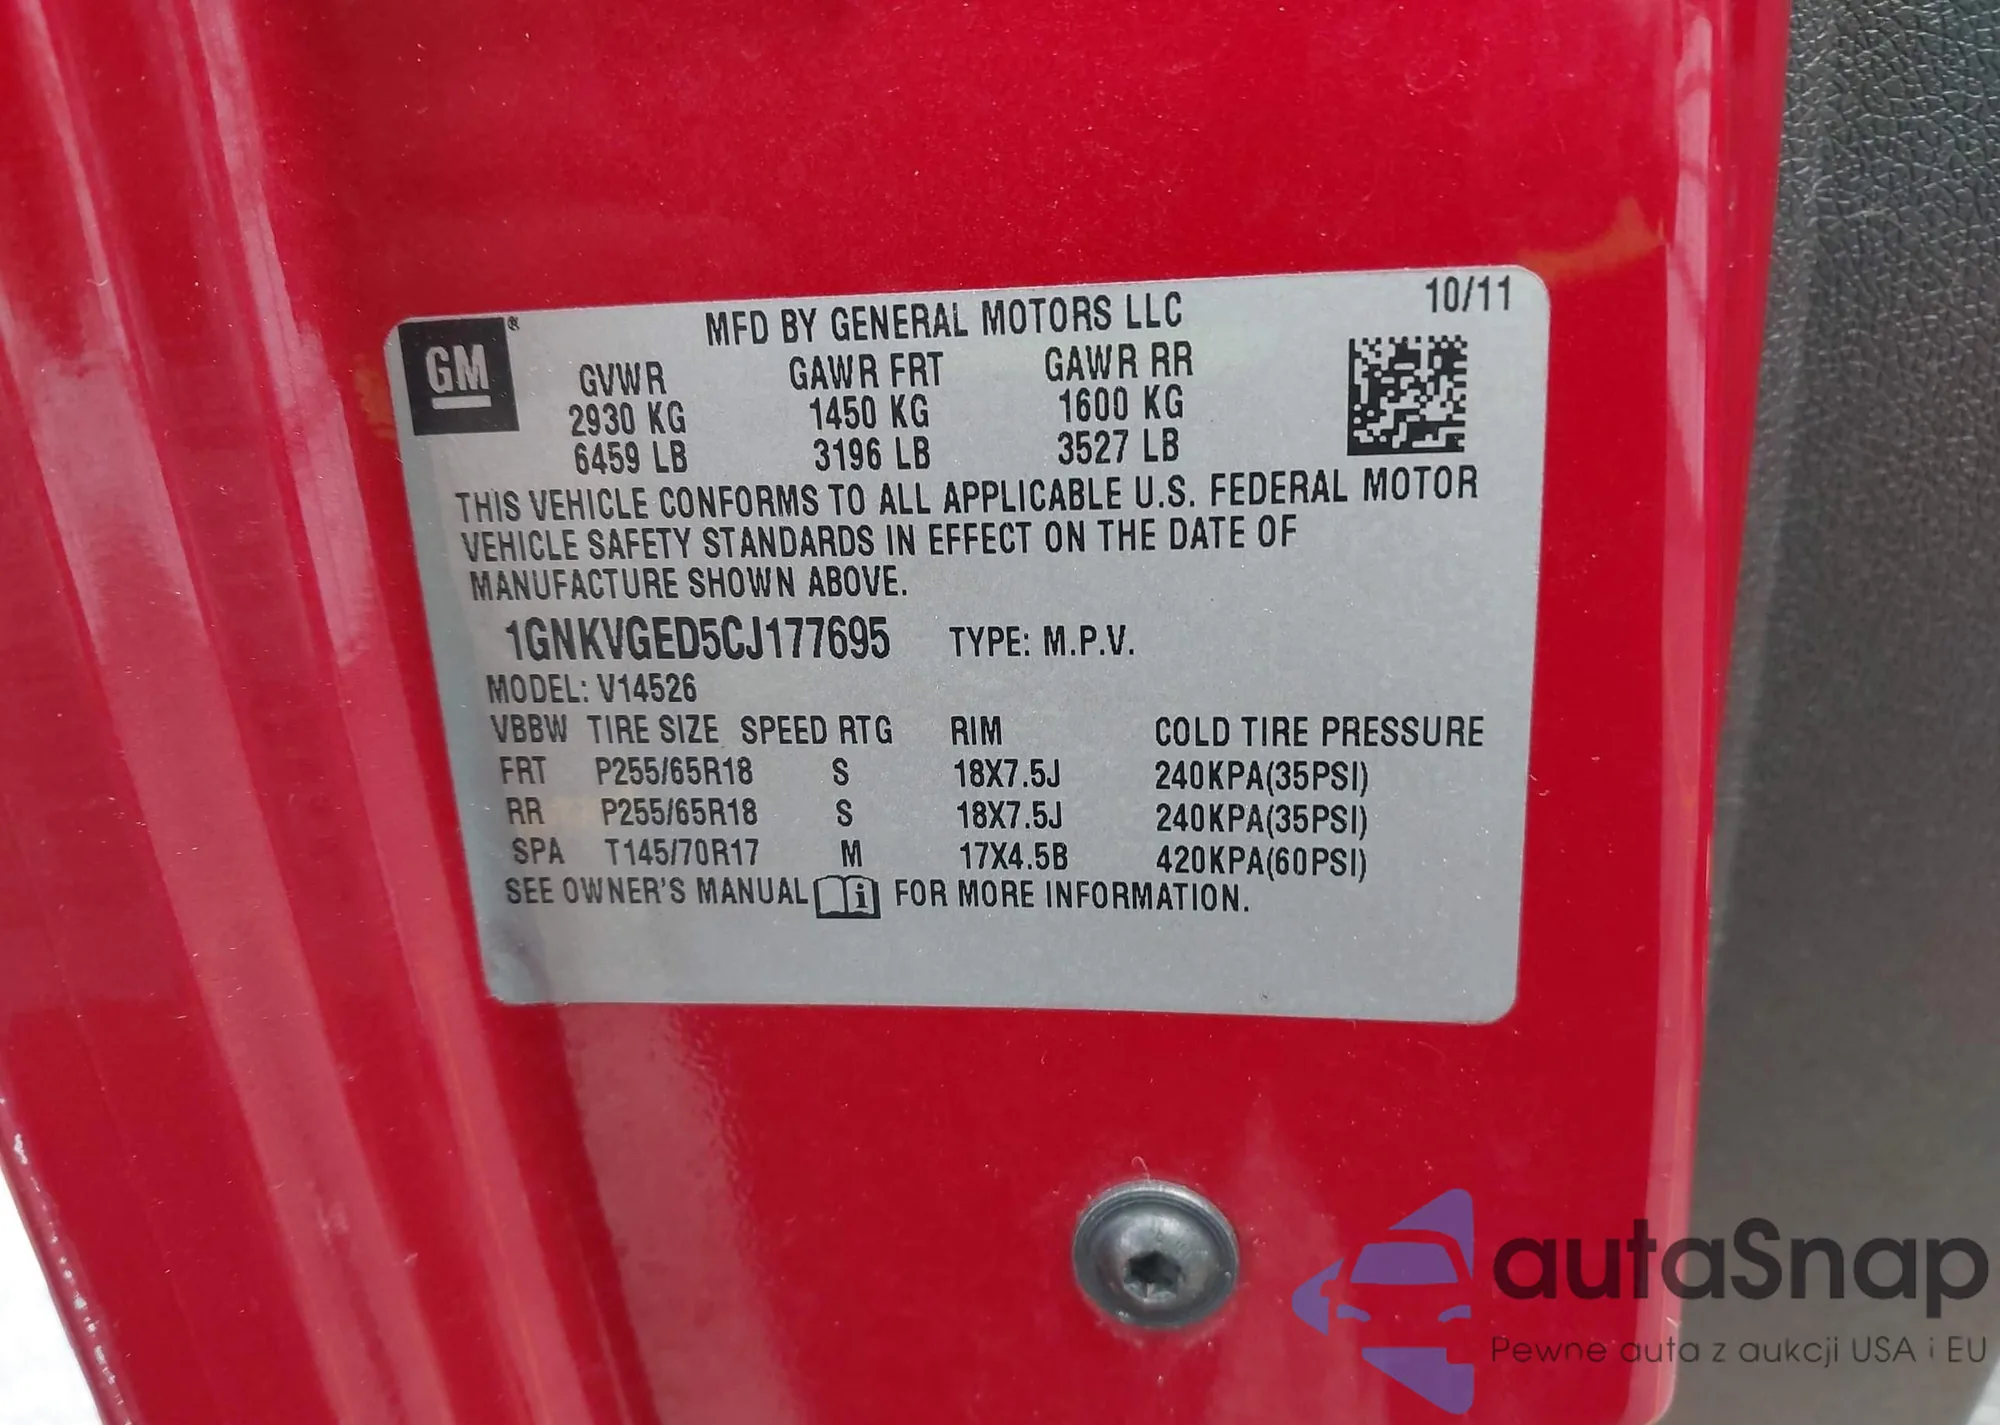 10/11
GM®
MFD BY GENERAL MOTORS LLC
GVWR GAWR FRT GAWR RR
2930 KG 1450 KG 1600 KG
6459 LB 3196 LB 3527 LB
THIS VEHICLE CONFORMS TO ALL APPLICABLE U.S. FEDERAL MOTOR
VEHICLE SAFETY STANDARDS IN EFFECT ON THE DATE OF
MANUFACTURE SHOWN ABOVE.
1GNKVGED5CJ177695 TYPE: M.P.V.
MODEL: V14526
VBBW TIRE SIZE SPEED RTG RIM COLD TIRE PRESSURE
FRT P255/65R18 S 18X7.5J 240KPA(35PSI)
RR P255/65R18 S 18X7.5J 240KPA(35PSI)
SPA T145/70R17 M 17X4.5B 420KPA(60PSI)
SEE OWNER'S MANUAL i FOR MORE INFORMATION.
autaSnap
Pewne auta z aukcji USA i EU